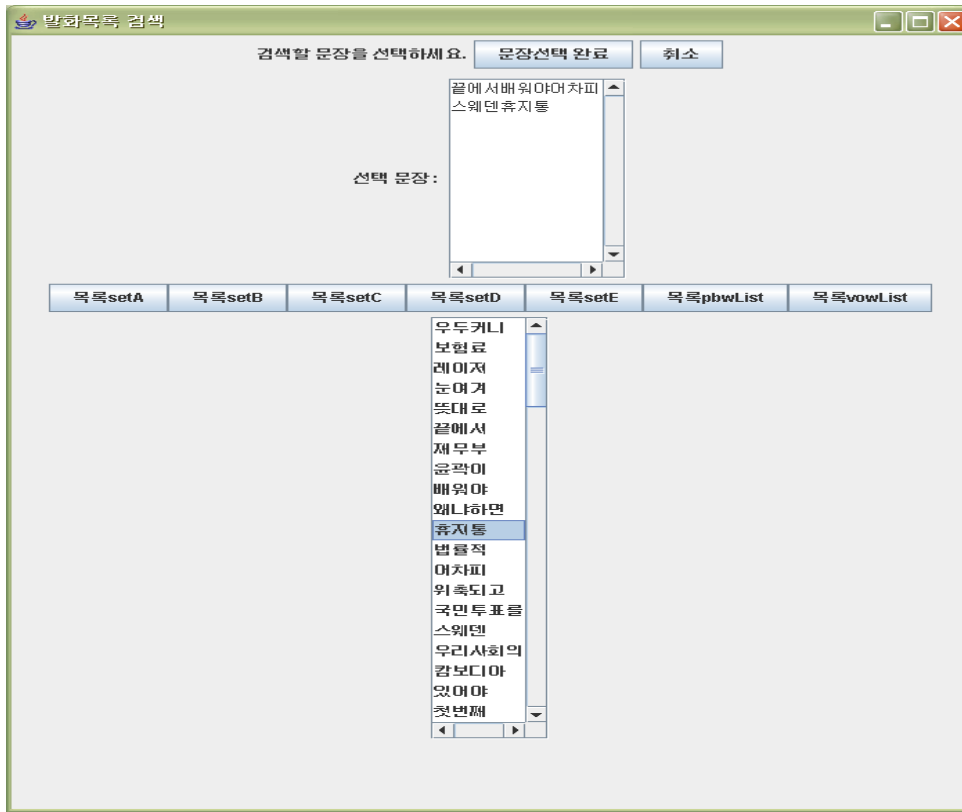 발화목록 검색
검색할 문장을 선택하세요. 문장선택 완료 취소
끝에서배워야어차피
스웨덴휴지통
선택 문장 :
목록setA 목록setB 목록setC 목록setD 목록setE 목록pbwList 목록vowList
우두커니
보험료
레이저
눈여겨
뜻대로
끝에서
재무부
윤곽이
배워야
왜냐하면
휴지통
법률적
어차피
위축되고
국민투표를
스웨덴
우리사회의
캄보디아
있어야
첫번째